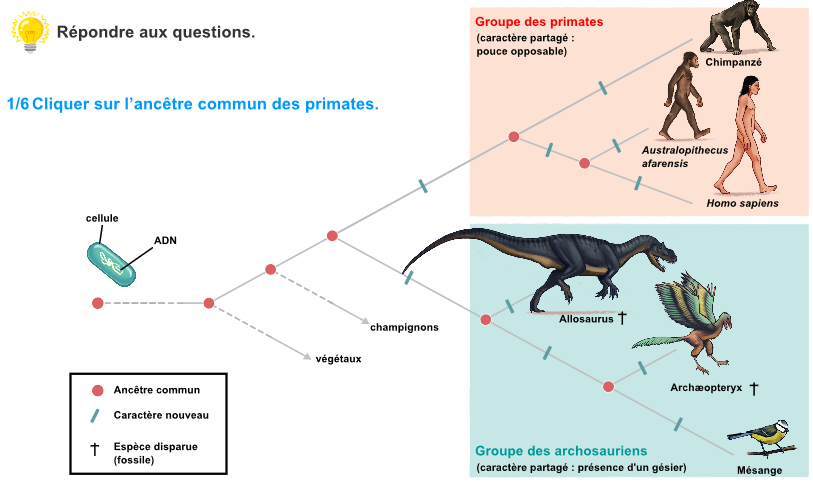 Répondre aux questions.
1/6 Cliquer sur l'ancêtre commun des primates.
Groupe des primates
(caractère partagé :
pouce opposable)
Chimpanzé
Australopithecus
afarensis
Homo sapiens
cellule
ADN
champignons
végétaux
Allosaurus †
Archæopteryx †
Mésange
Groupe des archosauriens
(caractère partagé : présence d'un gésier)
Ancêtre commun
Caractère nouveau
† Espèce disparue
(fossile)